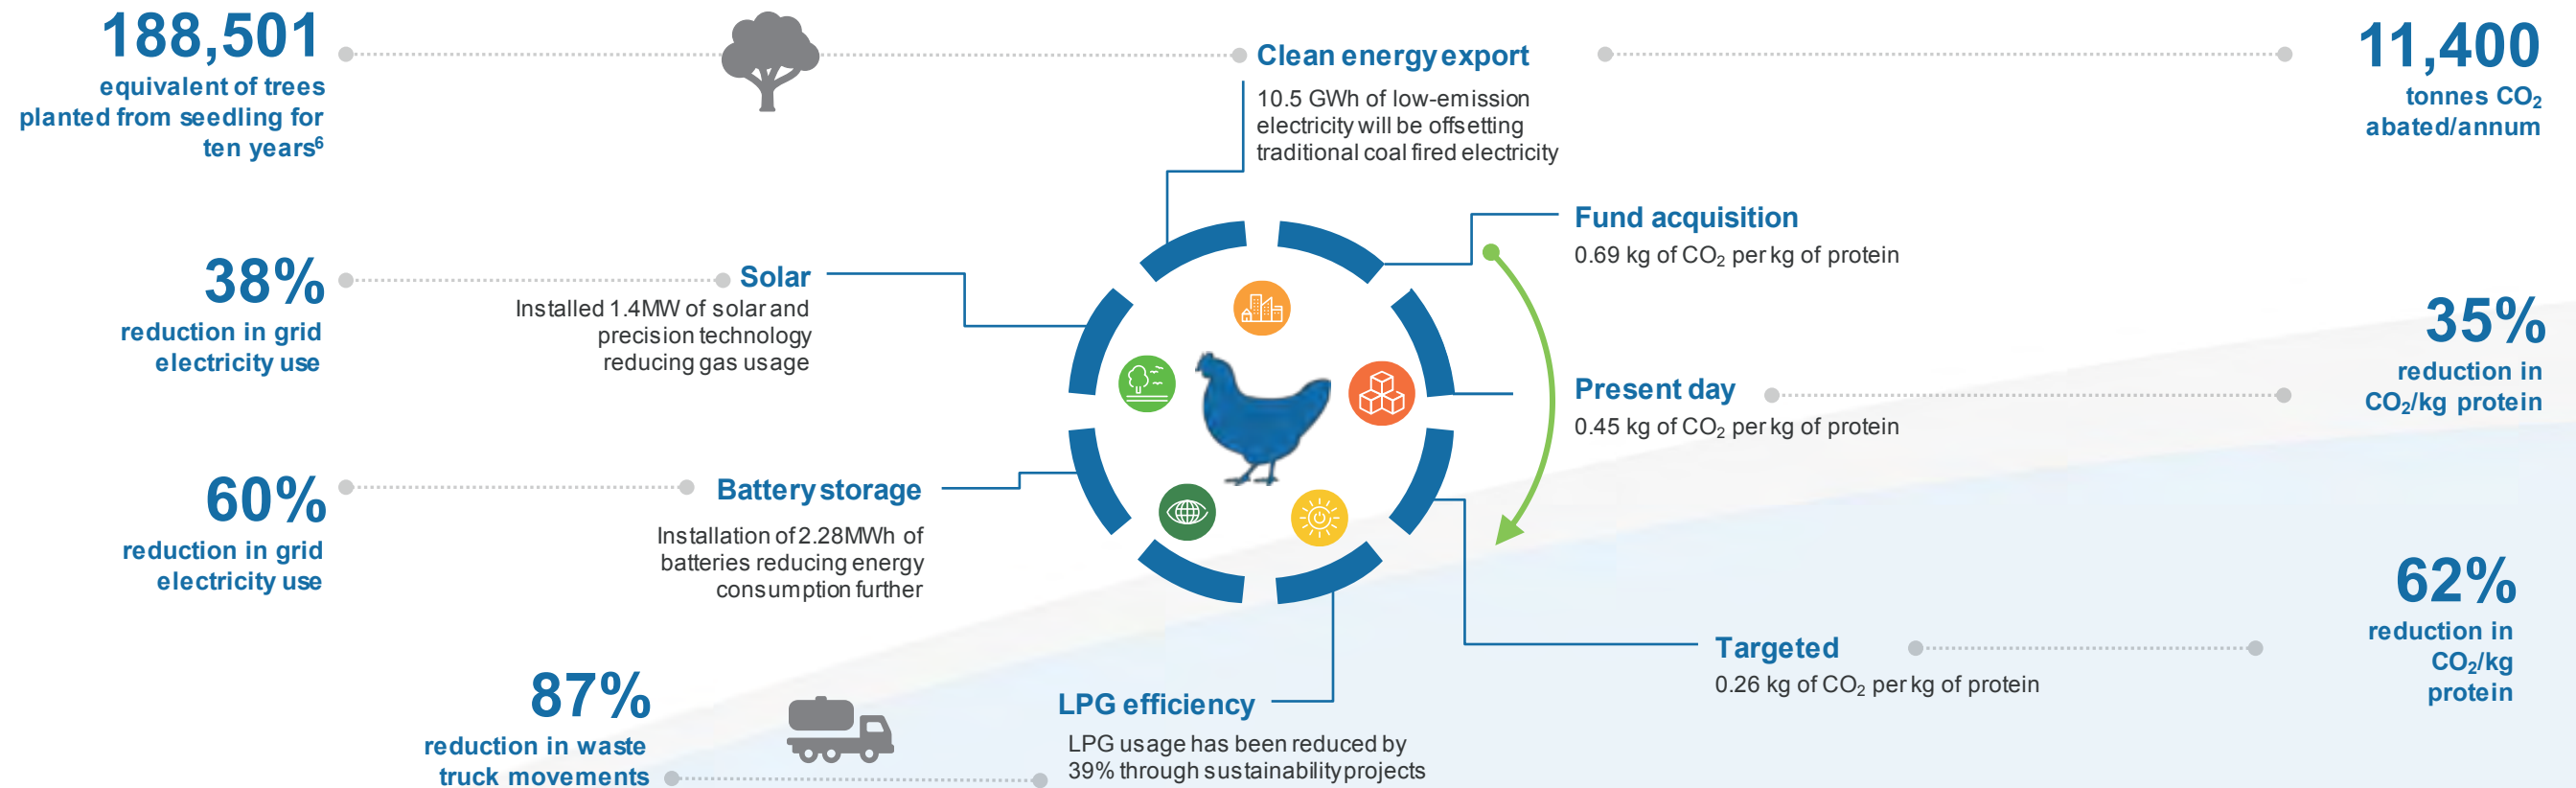 188,501
equivalent of trees
planted from seedling for
ten years⁶
Clean energy export
10.5 GWh of low-emission
electricity will be offsetting
traditional coal fired electricity
11,400
tonnes CO₂
abated/annum
38%
reduction in grid
electricity use
Solar
Installed 1.4MW of solar and
precision technology
reducing gas usage
Fund acquisition
0.69 kg of CO₂ per kg of protein
Present day
0.45 kg of CO₂ per kg of protein
35%
reduction in
CO₂/kg protein
60%
reduction in grid
electricity use
Battery storage
Installation of 2.28MWh of
batteries reducing energy
consumption further
Targeted
0.26 kg of CO₂ per kg of protein
62%
reduction in
CO₂/kg
protein
87%
reduction in waste
truck movements
LPG efficiency
LPG usage has been reduced by
39% through sustainability projects